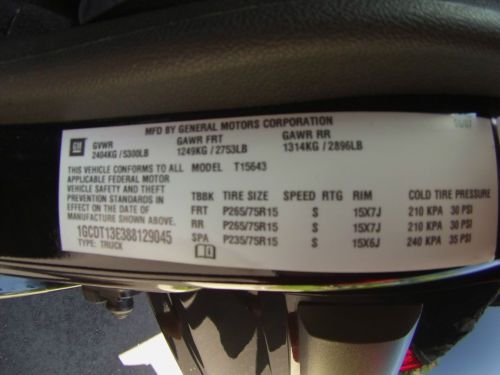 MFD BY GENERAL MOTORS CORPORATION
GM GVWR GAWR FRT GAWR RR
2404KG / 5300LB 1249KG / 2753LB 1314KG / 2896LB
THIS VEHICLE CONFORMS TO ALL MODEL T15643
APPLICABLE FEDERAL MOTOR
VEHICLE SAFETY AND THEFT
PREVENTION STANDARDS IN
EFFECT ON THE DATE OF
MANUFACTURE SHOWN ABOVE.
1GCDT13E388129045
TYPE: TRUCK
TBBK TIRE SIZE SPEED RTG RIM COLD TIRE PRESSURE
FRT P265/75R15 S 15X7J 210 KPA 30 PSI
RR P265/75R15 S 15X7J 210 KPA 30 PSI
SPA P235/75R15 S 15X6J 240 KPA 35 PSI